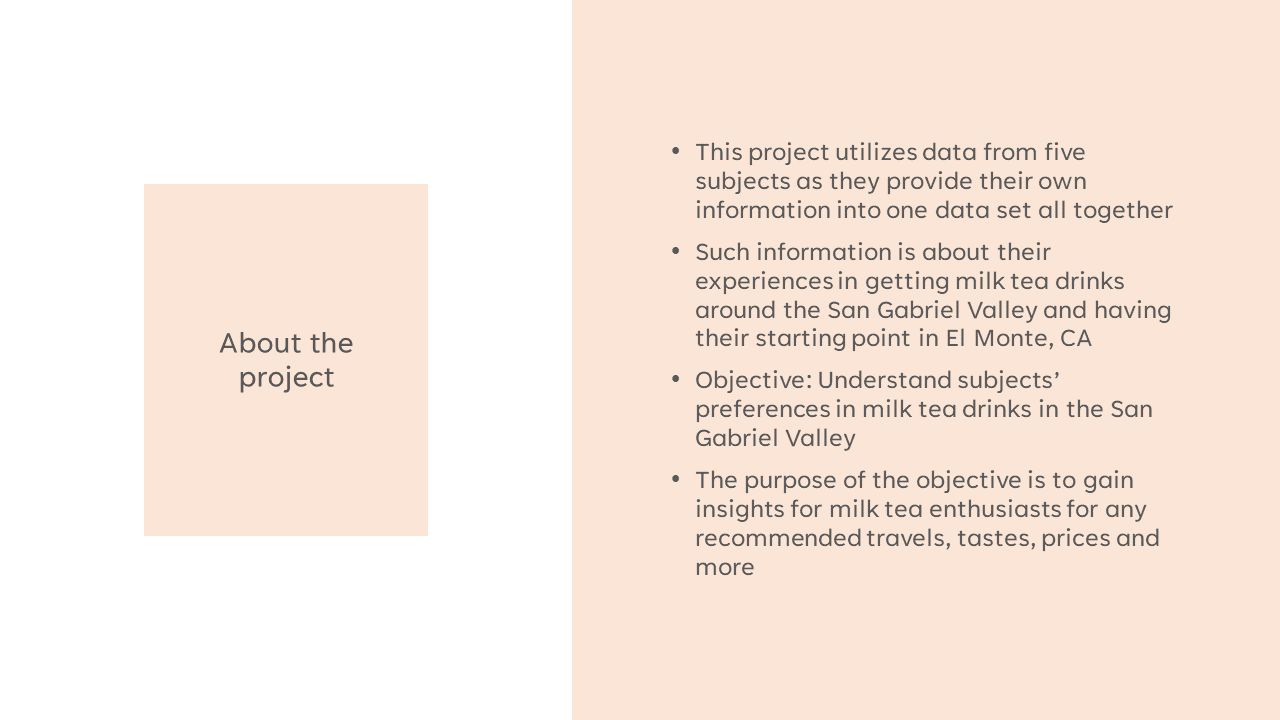 About the
project
• This project utilizes data from five
subjects as they provide their own
information into one data set all together
• Such information is about their
experiences in getting milk tea drinks
around the San Gabriel Valley and having
their starting point in El Monte, CA
• Objective: Understand subjects’
preferences in milk tea drinks in the San
Gabriel Valley
• The purpose of the objective is to gain
insights for milk tea enthusiasts for any
recommended travels, tastes, prices and
more